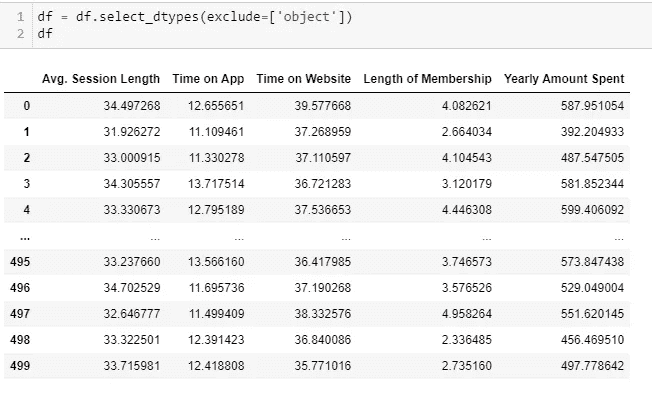 1 df = df.select_dtypes(exclude=['object'])
2 df
Avg. Session Length Time on App Time on Website Length of Membership Yearly Amount Spent
0 34.497268 12.655651 39.577668 4.082621 587.951054
1 31.926272 11.109461 37.268959 2.664034 392.204933
2 33.000915 11.330278 37.110597 4.104543 487.547505
3 34.305557 13.717514 36.721283 3.120179 581.852344
4 33.330673 12.795189 37.536653 4.446308 599.406092
... ... ... ... ... ...
495 33.237660 13.566160 36.417985 3.746573 573.847438
496 34.702529 11.695736 37.190268 3.576526 529.049004
497 32.646777 11.499409 38.332576 4.958264 551.620145
498 33.322501 12.391423 36.840086 2.336485 456.469510
499 33.715981 12.418808 35.771016 2.735160 497.778642